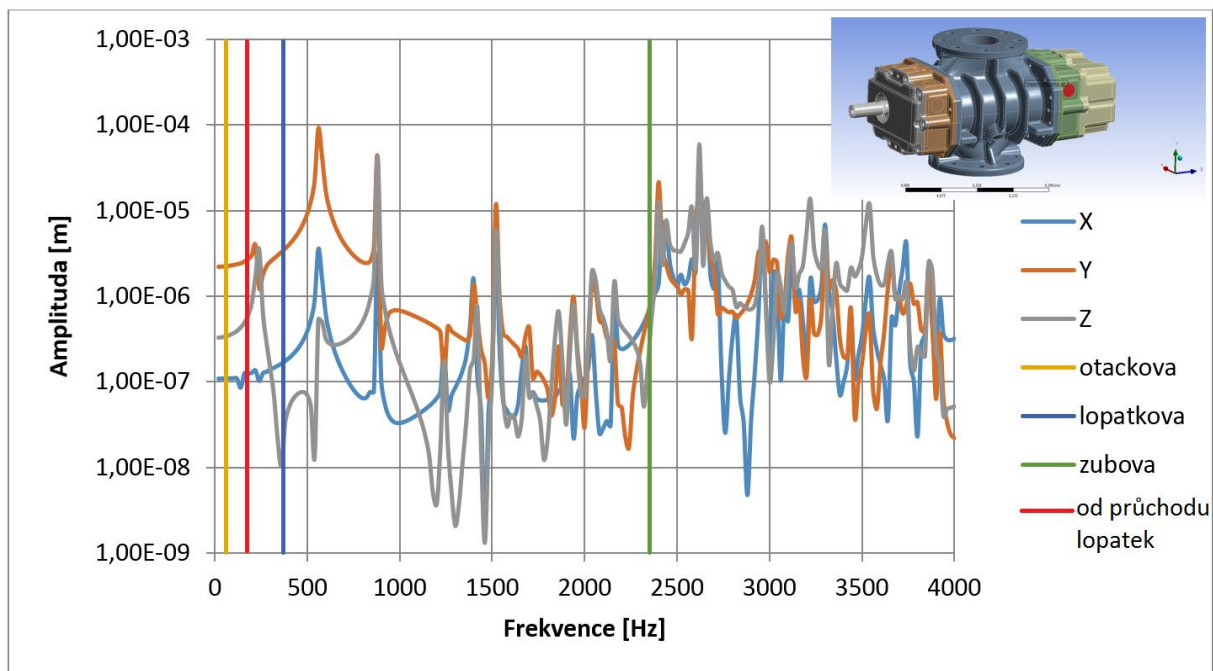 1,00E-03
1,00E-04
1,00E-05
1,00E-06
1,00E-07
1,00E-08
1,00E-09
Amplituda [m]
0 500 1000 1500 2000 2500 3000 3500 4000
Frekvence [Hz]
X
Y
Z
otackova
lopatkova
zubova
od průchodu
lopatek